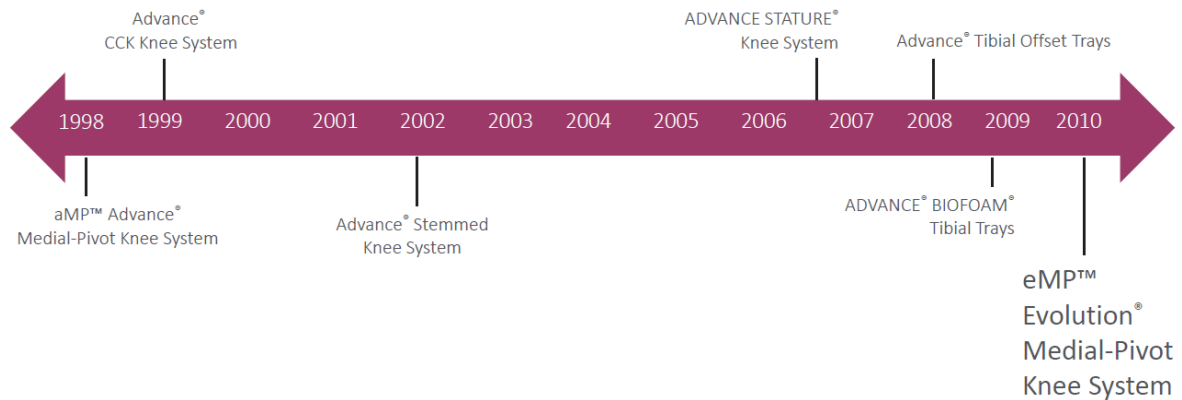 Advance®
CCK Knee System
ADVANCE STATURE®
Knee System
Advance® Tibial Offset Trays
1998 1999 2000 2001 2002 2003 2004 2005 2006 2007 2008 2009 2010
aMP™ Advance®
Medial-Pivot Knee System
Advance® Stemmed
Knee System
ADVANCE® BIOFOAM®
Tibial Trays
eMP™
Evolution®
Medial-Pivot
Knee System